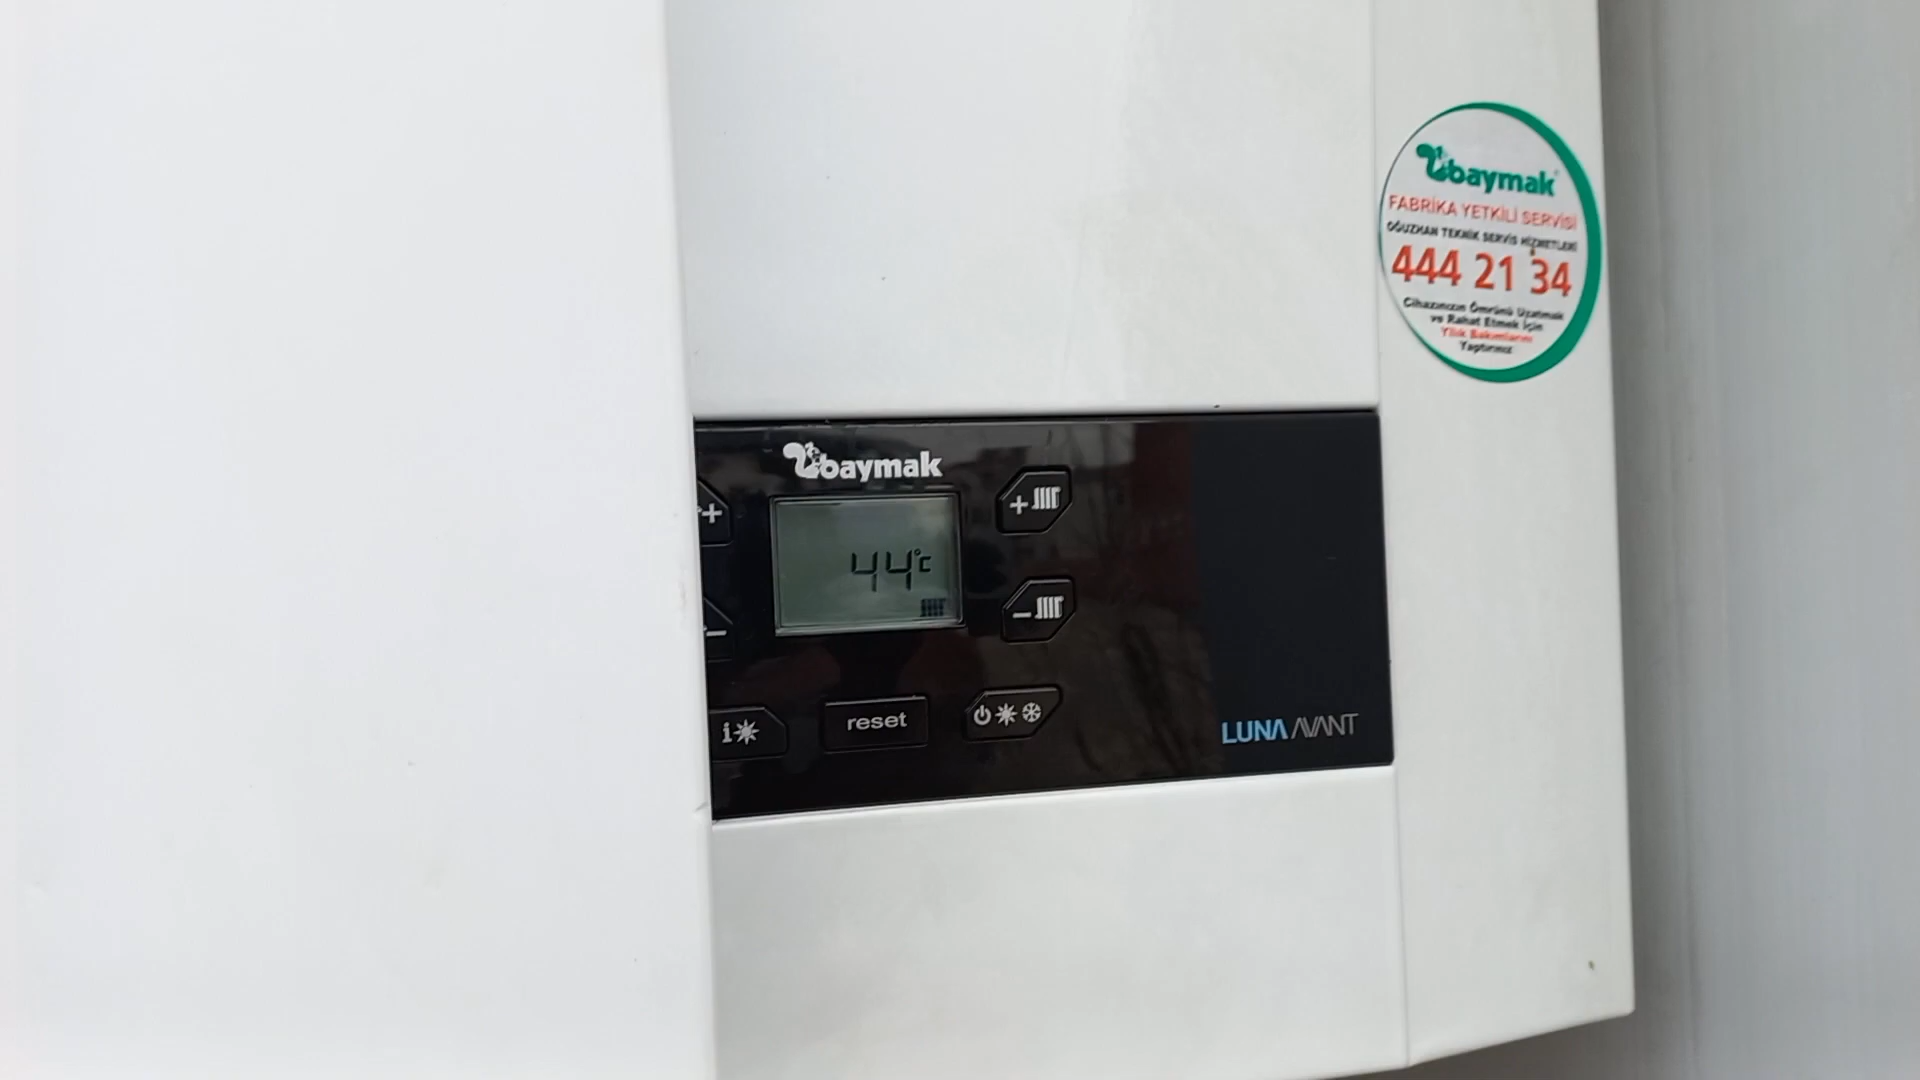 baymak
FABRİKA YETKİLİ SERVİSİ
OĞUZHAN TEKNİK SERVİS HİZMETLERİ
444 21 34
Cihazınızın Ömrünü Uzatmak
ve Rahat Etmek İçin
Yıllık Bakımlarını
Yaptırınız
baymak
+
+
44°C
-
-
i
reset
LUNA AVANT